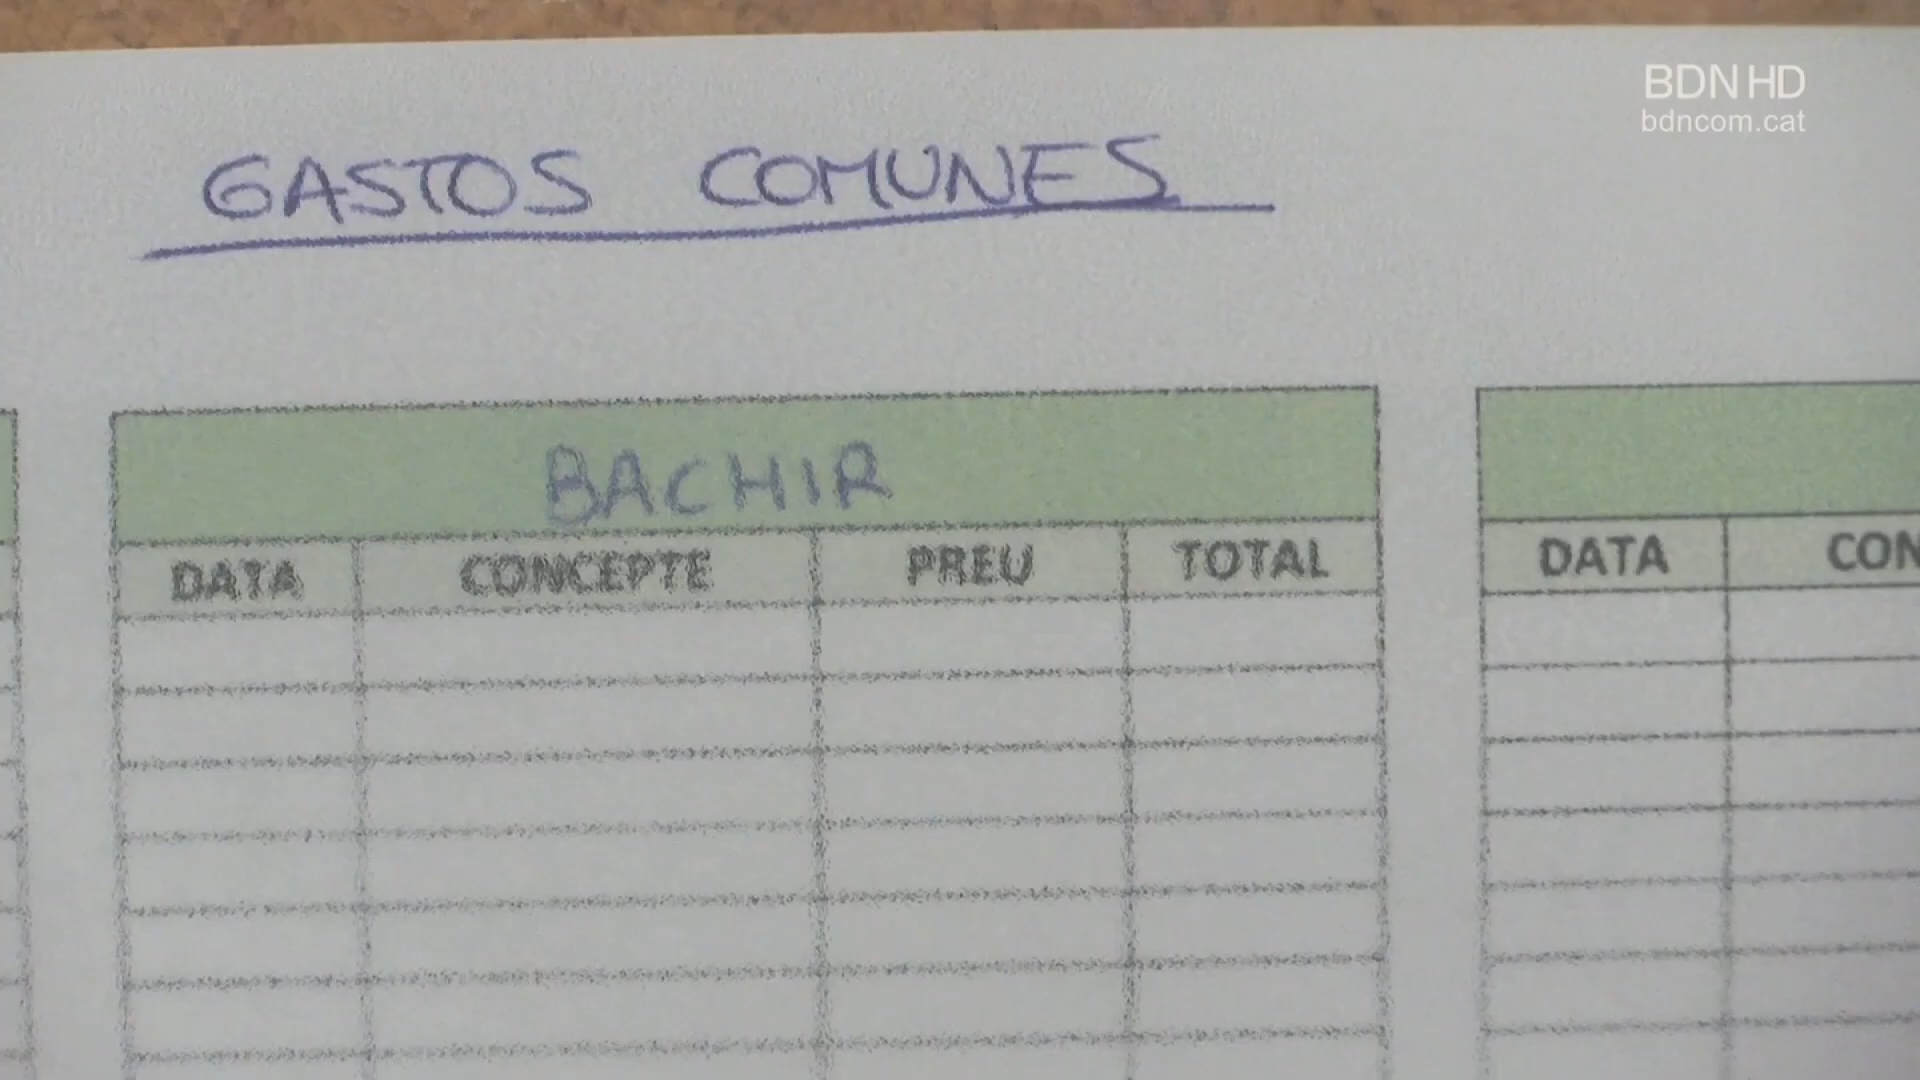 BDN HD
bdncom.cat
GASTOS COMUNES
BACHIR
DATA CONCEPTE PREU TOTAL
DATA CON